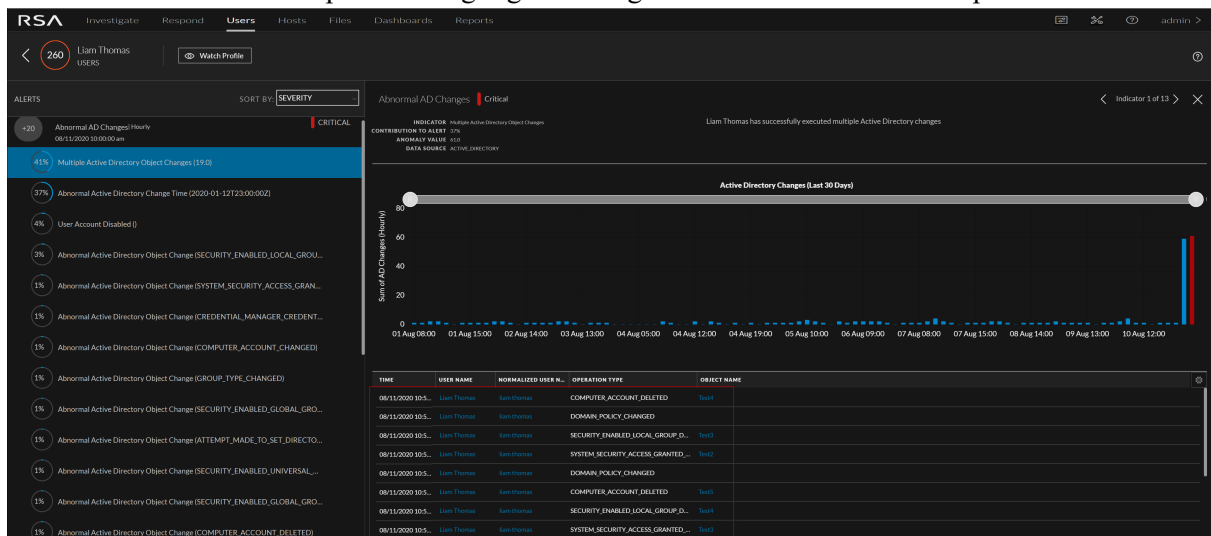 RSA Investigate Respond Users Hosts Files Dashboards Reports admin >
260 Liam Thomas Watch Profile
USERS
ALERTS SORT BY: SEVERITY
+20 Abnormal AD Changes| Hourly CRITICAL
08/11/2020 10:00:00 am
41% Multiple Active Directory Object Changes (19.0)
37% Abnormal Active Directory Change Time (2020-01-12T23:00:00Z)
4% User Account Disabled ()
3% Abnormal Active Directory Object Change (SECURITY_ENABLED_LOCAL_GROU...
1% Abnormal Active Directory Object Change (SYSTEM_SECURITY_ACCESS_GRAN...
1% Abnormal Active Directory Object Change (CREDENTIAL_MANAGER_CREDENT...
1% Abnormal Active Directory Object Change (COMPUTER_ACCOUNT_CHANGED)
1% Abnormal Active Directory Object Change (GROUP_TYPE_CHANGED)
1% Abnormal Active Directory Object Change (SECURITY_ENABLED_GLOBAL_GRO...
1% Abnormal Active Directory Object Change (ATTEMPT_MADE_TO_SET_DIRECTO...
1% Abnormal Active Directory Object Change (SECURITY_ENABLED_UNIVERSAL_...
1% Abnormal Active Directory Object Change (SECURITY_ENABLED_GLOBAL_GRO...
1% Abnormal Active Directory Object Change (COMPUTER_ACCOUNT_DELETED)
Abnormal AD Changes Critical Indicator 1 of 13
INDICATOR Multiple Active Directory Object Changes
CONTRIBUTION TO ALERT 37%
ANOMALY VALUE 61.0
DATA SOURCE ACTIVE_DIRECTORY
Liam Thomas has successfully executed multiple Active Directory changes
Active Directory Changes (Last 30 Days)
Sum of AD Changes (Hourly)
80
60
40
20
0
01 Aug 08:00 01 Aug 15:00 02 Aug 14:00 03 Aug 13:00 04 Aug 05:00 04 Aug 12:00 04 Aug 19:00 05 Aug 10:00 06 Aug 09:00 07 Aug 08:00 07 Aug 15:00 08 Aug 14:00 09 Aug 13:00 10 Aug 12:00
TIME USER NAME NORMALIZED USER N... OPERATION TYPE OBJECT NAME
08/11/2020 10:5... Liam Thomas liam thomas COMPUTER_ACCOUNT_DELETED Test4
08/11/2020 10:5... Liam Thomas liam thomas DOMAIN_POLICY_CHANGED
08/11/2020 10:5... Liam Thomas liam thomas SECURITY_ENABLED_LOCAL_GROUP_D... Test3
08/11/2020 10:5... Liam Thomas liam thomas SYSTEM_SECURITY_ACCESS_GRANTED_... Test2
08/11/2020 10:5... Liam Thomas liam thomas DOMAIN_POLICY_CHANGED
08/11/2020 10:5... Liam Thomas liam thomas COMPUTER_ACCOUNT_DELETED Test5
08/11/2020 10:5... Liam Thomas liam thomas SECURITY_ENABLED_LOCAL_GROUP_D... Test4
08/11/2020 10:5... Liam Thomas liam thomas SYSTEM_SECURITY_ACCESS_GRANTED_... Test3